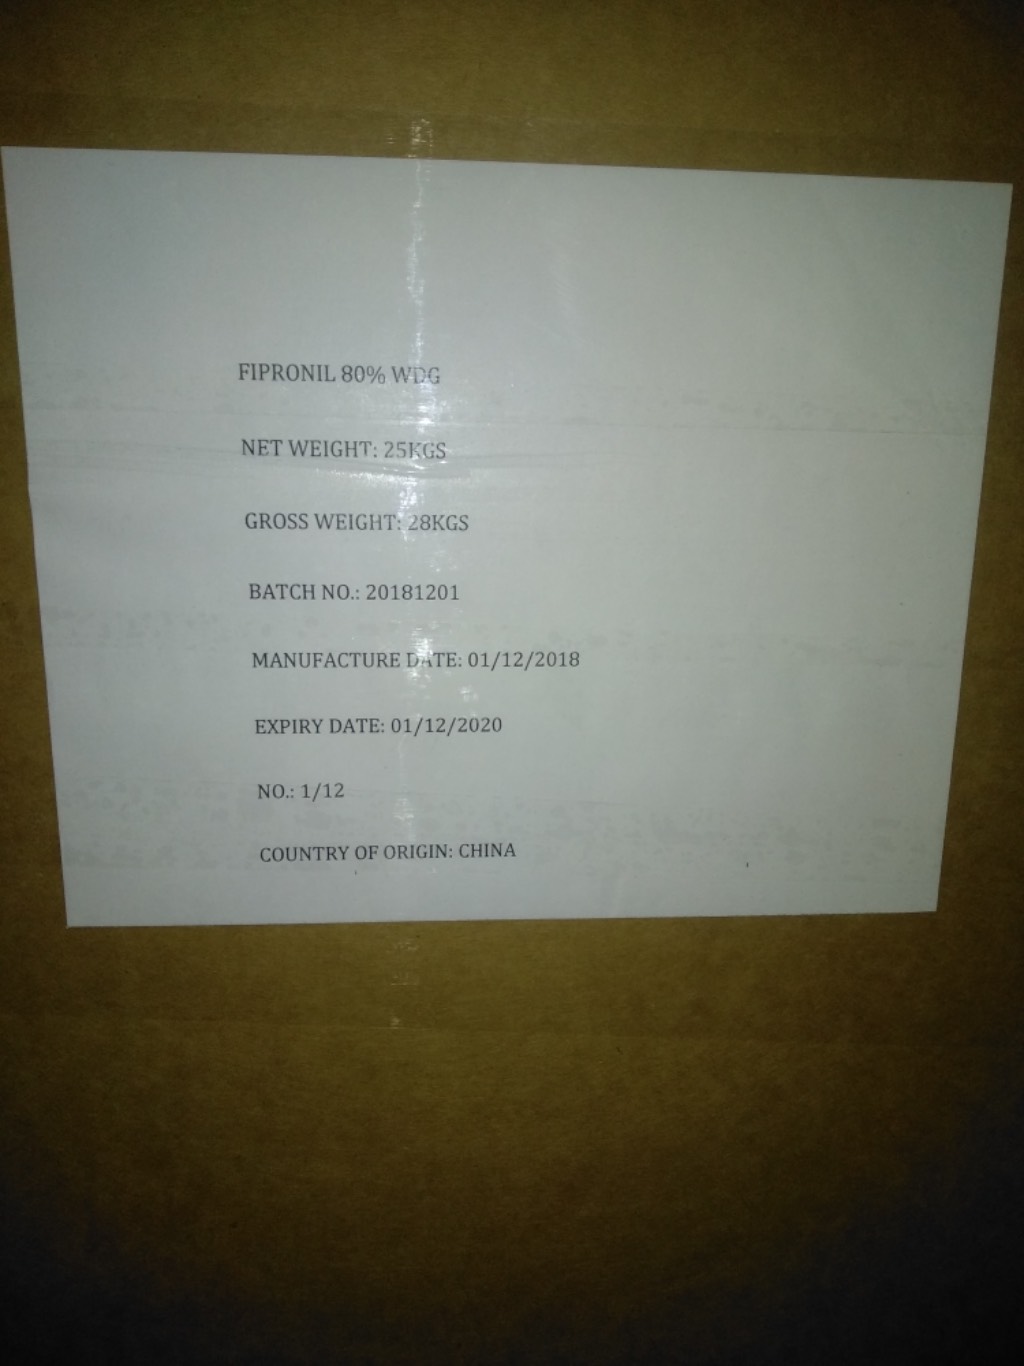 FIPRONIL 80% WDG
NET WEIGHT: 25KGS
GROSS WEIGHT: 28KGS
BATCH NO.: 20181201
MANUFACTURE DATE: 01/12/2018
EXPIRY DATE: 01/12/2020
NO.: 1/12
COUNTRY OF ORIGIN: CHINA